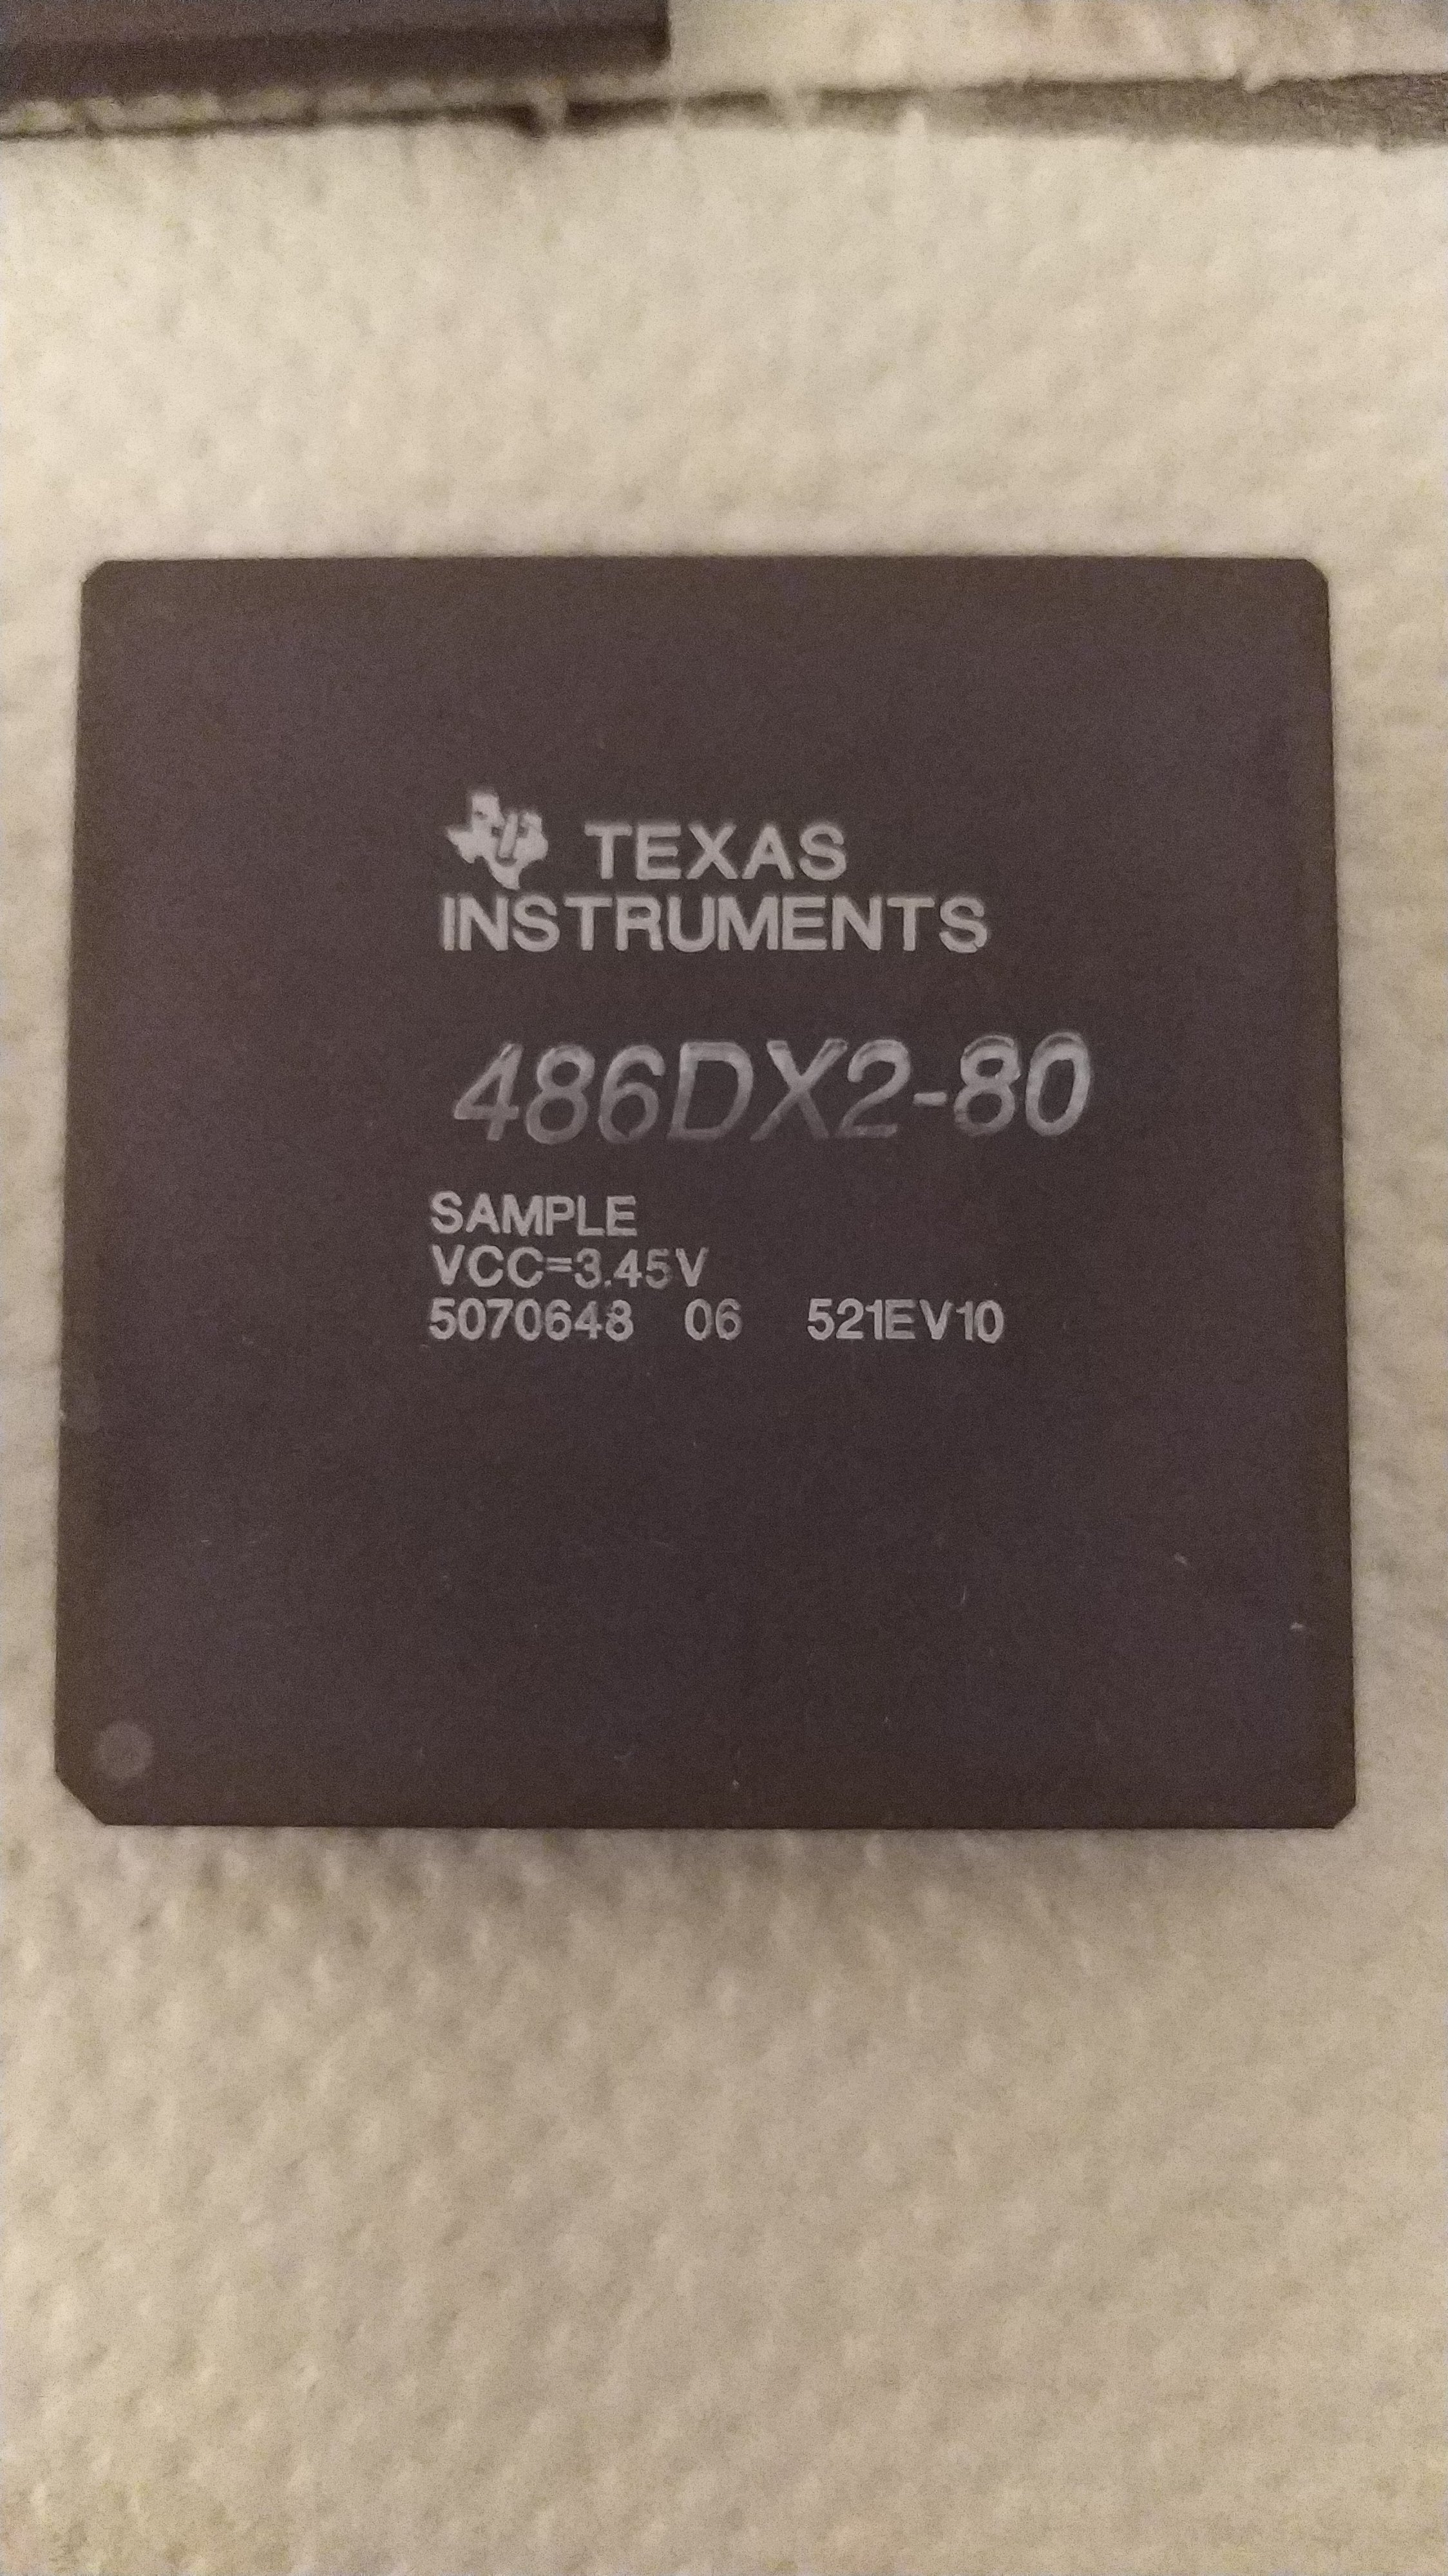 TEXAS
INSTRUMENTS
486DX2-80
SAMPLE
VCC=3.45V
5070648 06 521EV10